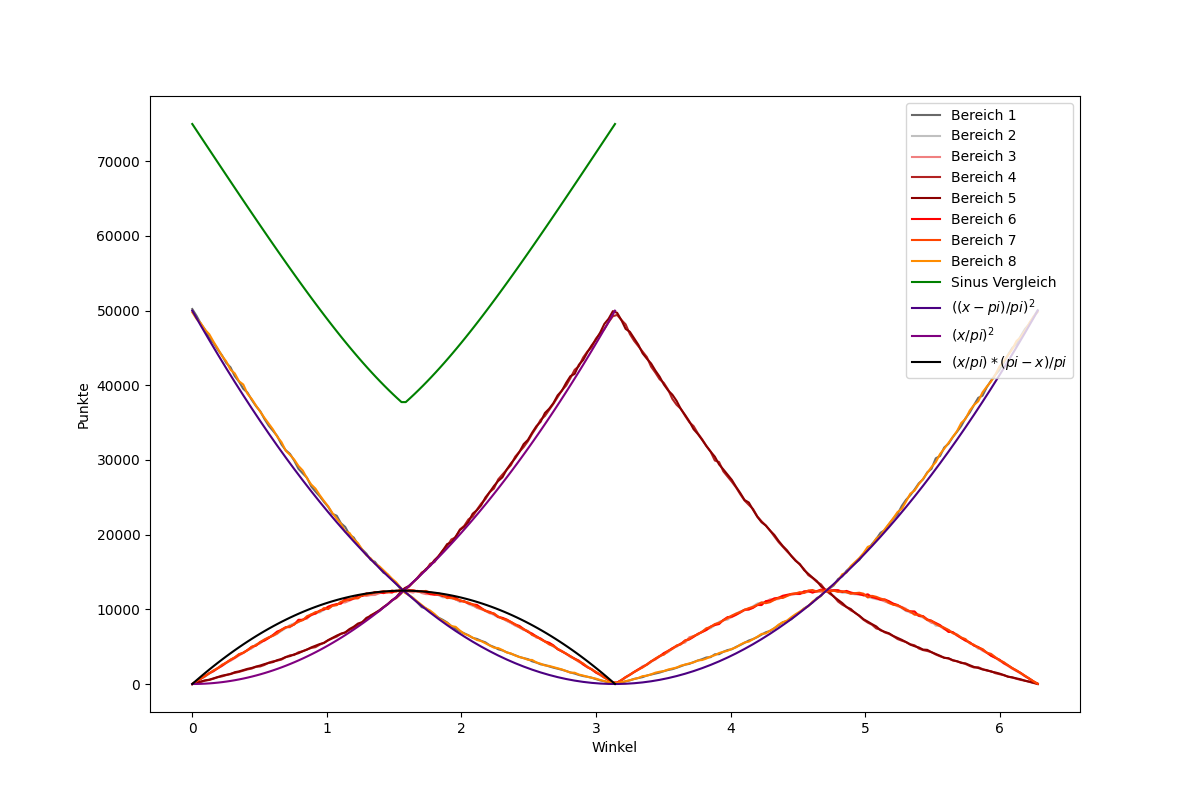 70000
60000
50000
40000
30000
20000
10000
0
Punkte
0 1 2 3 4 5 6
Winkel
Bereich 1
Bereich 2
Bereich 3
Bereich 4
Bereich 5
Bereich 6
Bereich 7
Bereich 8
Sinus Vergleich
((x − pi)/pi)²
(x/pi)²
(x/pi) * (pi − x)/pi